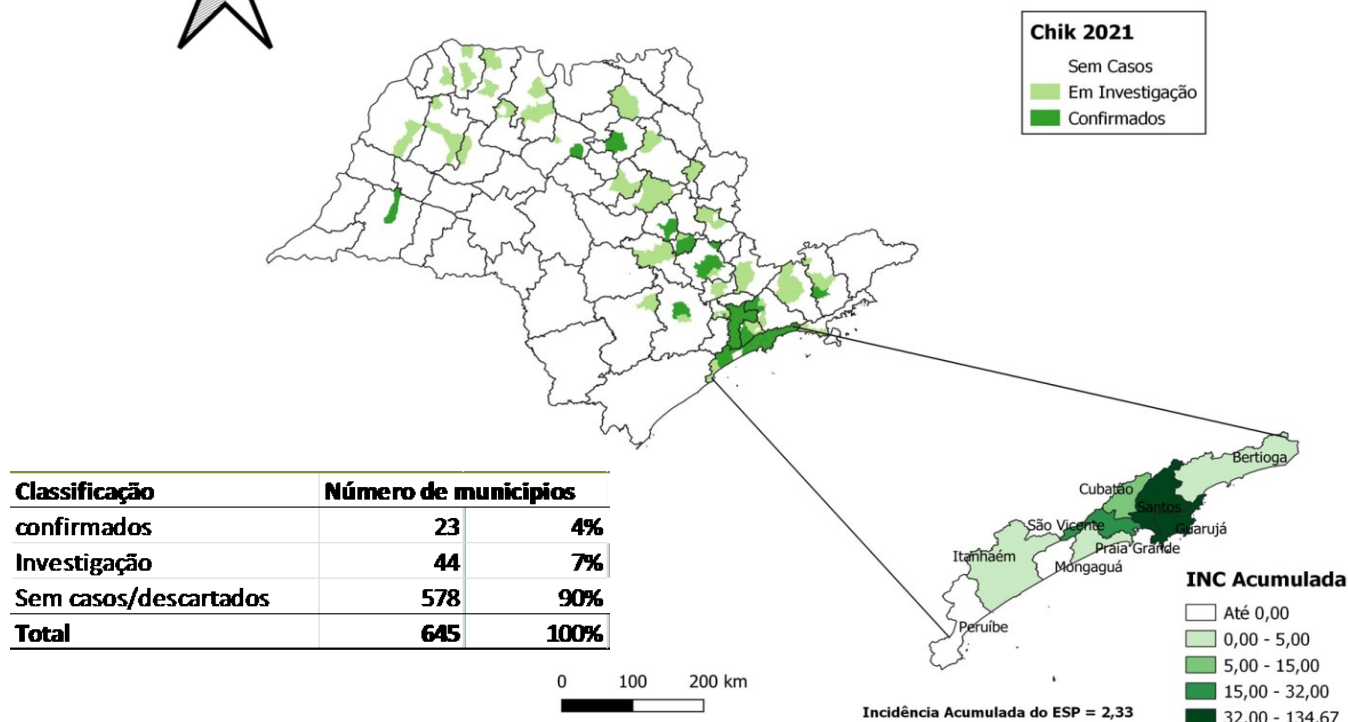 Chik 2021
Sem Casos
Em Investigação
Confirmados
Bertioga
Cubatão
Santos
São Vicente
Guarujá
Praia Grande
Itanhaém
Mongaguá
Peruíbe
Classificação Número de municipios
confirmados 23 4%
Investigação 44 7%
Sem casos/descartados 578 90%
Total 645 100%
INC Acumulada
Até 0,00
0,00 - 5,00
5,00 - 15,00
15,00 - 32,00
32,00 - 134,67
0 100 200 km
Incidência Acumulada do ESP = 2,33